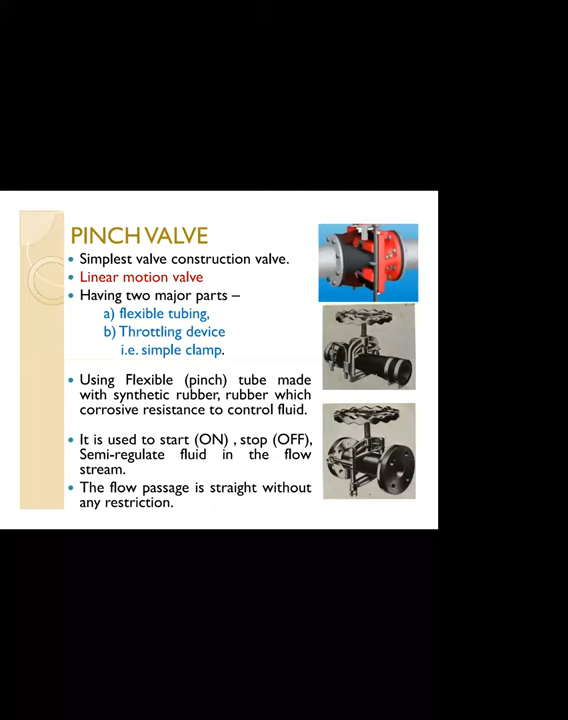 PINCH VALVE
Simplest valve construction valve.
Linear motion valve
Having two major parts –
a) flexible tubing,
b) Throttling device
i.e. simple clamp.
Using Flexible (pinch) tube made
with synthetic rubber, rubber which
corrosive resistance to control fluid.
It is used to start (ON) , stop (OFF),
Semi-regulate fluid in the flow
stream.
The flow passage is straight without
any restriction.